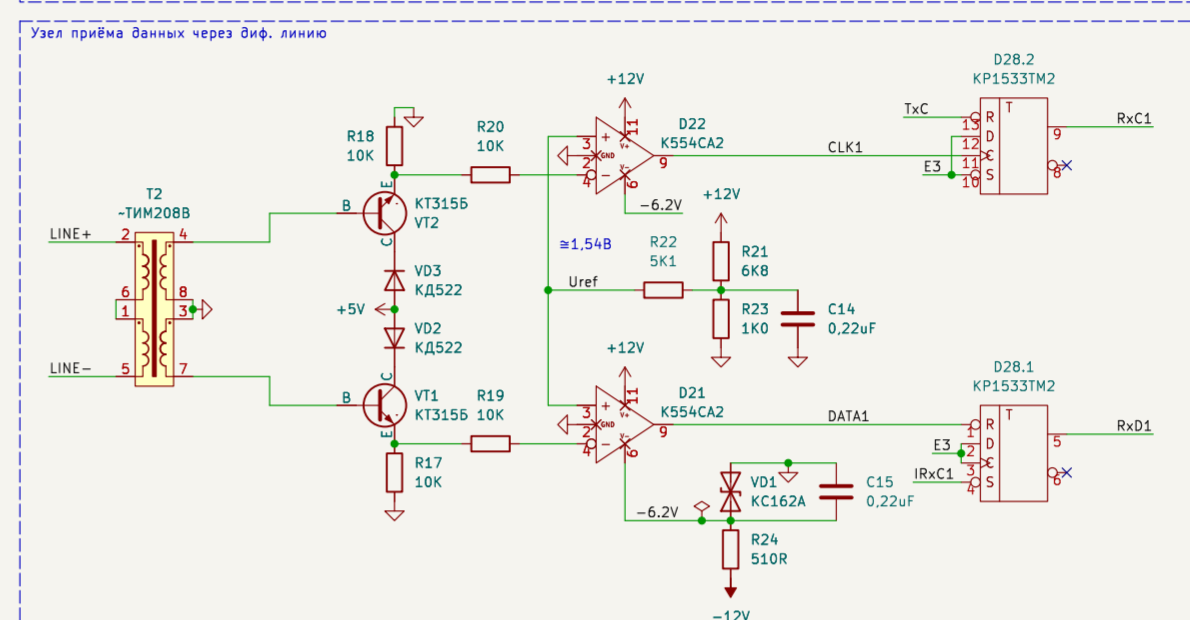 Узел приёма данных через диф. линию
D28.2
КР1533ТМ2
+12V
TxC
R
13
D
12
C
11
S
10
T
9
8
RxC1
E3
R18
10K
R20
10K
D22
К554СА2
+
3
GND
2
−
4
11
V+
V−
6
9
CLK1
−6.2V
E
B
C
КТ315Б
VT2
T2
~ТИМ208В
LINE+
2
4
6
8
1
3
5
7
LINE−
VD3
КД522
+5V
VD2
КД522
≅1,54В
Uref
R22
5K1
+12V
R21
6K8
R23
1K0
C14
0,22uF
C
B
E
VT1
КТ315Б
R19
10K
R17
10K
+12V
D21
К554СА2
+
3
GND
2
−
4
11
V+
V−
6
9
DATA1
D28.1
КР1533ТМ2
R
1
D
2
C
3
S
4
T
5
6
RxD1
E3
IRxC1
VD1
КС162А
C15
0,22uF
−6.2V
R24
510R
−12V